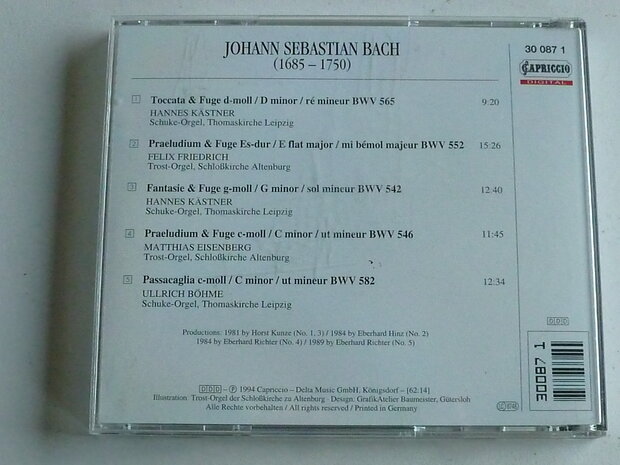 JOHANN SEBASTIAN BACH
(1685 – 1750)
30 087 1
CAPRICCIO
DIGITAL
1 Toccata & Fuge d-moll / D minor / ré mineur BWV 565 9:20
HANNES KÄSTNER
Schuke-Orgel, Thomaskirche Leipzig
2 Praeludium & Fuge Es-dur / E flat major / mi bémol majeur BWV 552 15:26
FELIX FRIEDRICH
Trost-Orgel, Schloßkirche Altenburg
3 Fantasie & Fuge g-moll / G minor / sol mineur BWV 542 12:40
HANNES KÄSTNER
Schuke-Orgel, Thomaskirche Leipzig
4 Praeludium & Fuge c-moll / C minor / ut mineur BWV 546 11:45
MATTHIAS EISENBERG
Trost-Orgel, Schloßkirche Altenburg
5 Passacaglia c-moll / C minor / ut mineur BWV 582 12:34
ULLRICH BÖHME
Schuke-Orgel, Thomaskirche Leipzig
Productions: 1981 by Horst Kunze (No. 1, 3) / 1984 by Eberhard Hinz (No. 2)
1984 by Eberhard Richter (No. 4) / 1989 by Eberhard Richter (No. 5)
DDD
30087 1
DDD – Ⓟ 1994 Capriccio – Delta Music GmbH, Königsdorf – [62:14]
Illustration: Trost-Orgel der Schloßkirche zu Altenburg · Design: GrafikAtelier Baumeister, Gütersloh
Alle Rechte vorbehalten / All rights reserved / Printed in Germany